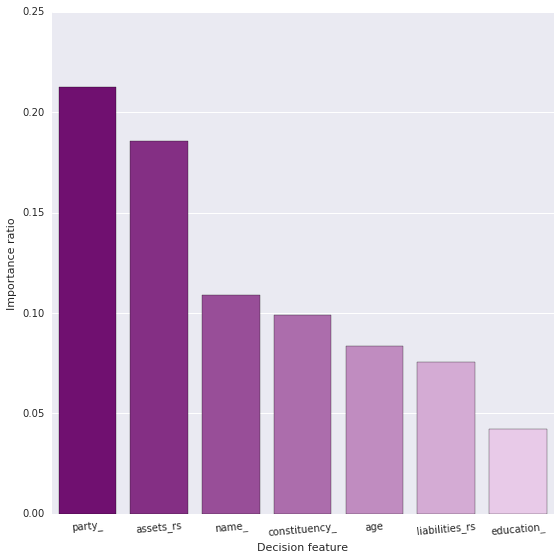 0.25
0.20
0.15
0.10
0.05
0.00
Importance ratio
party_ assets_rs name_ constituency_ age liabilities_rs education_
Decision feature